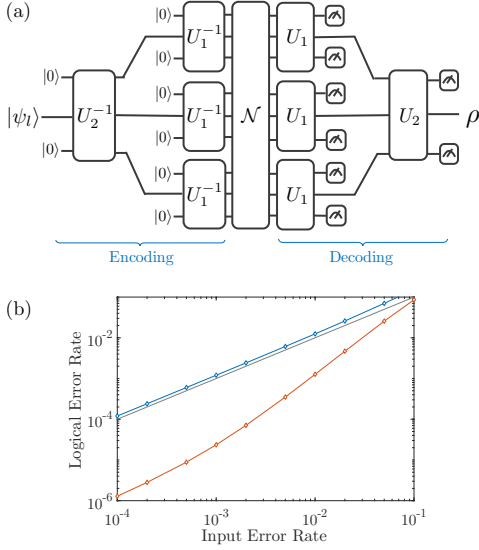 (a)
|0⟩
|0⟩
|0⟩
|0⟩
|0⟩
|0⟩
|0⟩
|0⟩
|ψ_l⟩
U_2^{-1}
U_1^{-1}
U_1^{-1}
U_1^{-1}
𝒩
U_1
U_1
U_1
U_2
ρ
Encoding
Decoding
(b)
Logical Error Rate
10^{-2}
10^{-4}
10^{-6}
10^{-4}
10^{-3}
10^{-2}
10^{-1}
Input Error Rate